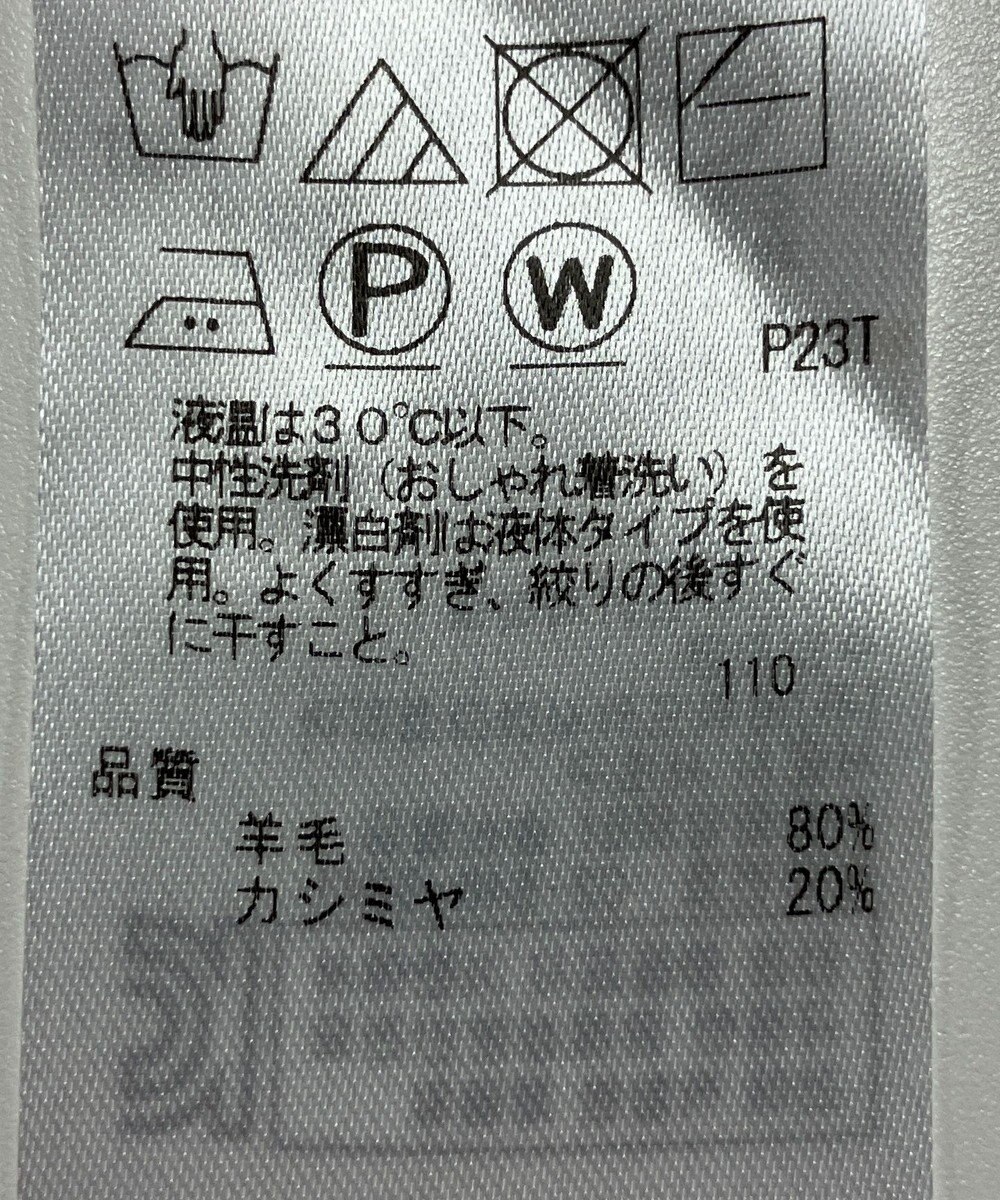 P
W
P23T
液温は30℃以下。
中性洗剤(おしゃれ着洗い)を
使用。漂白剤は液体タイプを使
用。よくすすぎ、絞りの後すぐ
に干すこと。
110
品質
羊毛 80%
カシミヤ 20%